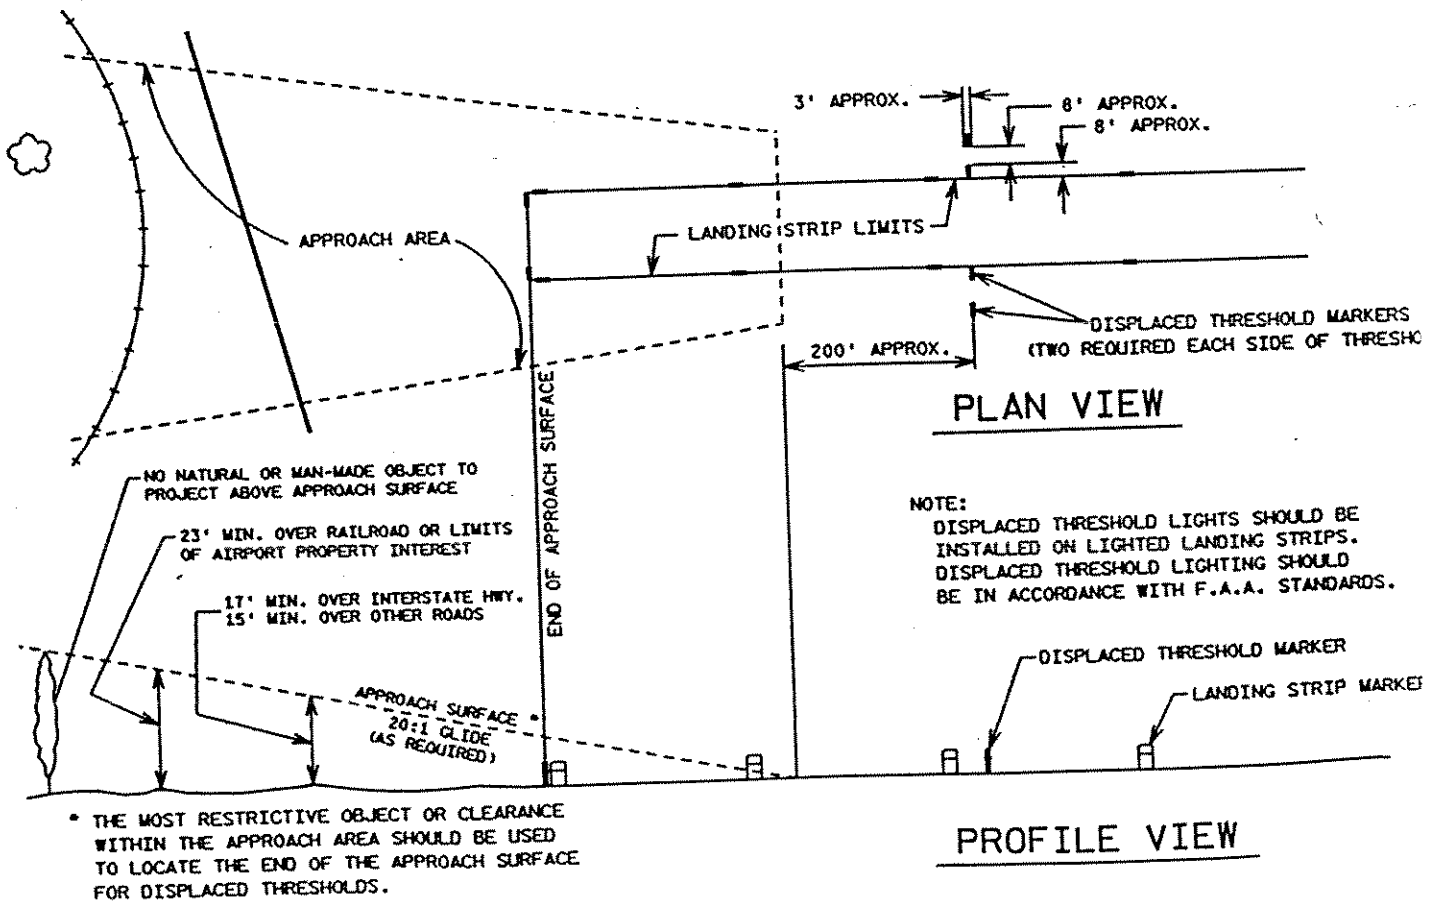 3' APPROX.
8' APPROX.
8' APPROX.
APPROACH AREA
LANDING STRIP LIMITS
DISPLACED THRESHOLD MARKERS
(TWO REQUIRED EACH SIDE OF THRESHO
200' APPROX.
PLAN VIEW
END OF APPROACH SURFACE
NO NATURAL OR MAN-MADE OBJECT TO
PROJECT ABOVE APPROACH SURFACE
23' MIN. OVER RAILROAD OR LIMITS
OF AIRPORT PROPERTY INTEREST
17' MIN. OVER INTERSTATE HWY.
15' MIN. OVER OTHER ROADS
NOTE:
DISPLACED THRESHOLD LIGHTS SHOULD BE
INSTALLED ON LIGHTED LANDING STRIPS.
DISPLACED THRESHOLD LIGHTING SHOULD
BE IN ACCORDANCE WITH F.A.A. STANDARDS.
DISPLACED THRESHOLD MARKER
LANDING STRIP MARKE
APPROACH SURFACE *
20:1 GLIDE
(AS REQUIRED)
* THE MOST RESTRICTIVE OBJECT OR CLEARANCE
WITHIN THE APPROACH AREA SHOULD BE USED
TO LOCATE THE END OF THE APPROACH SURFACE
FOR DISPLACED THRESHOLDS.
PROFILE VIEW